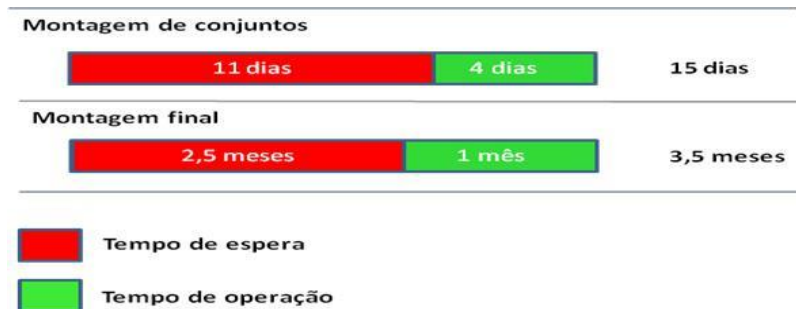 Montagem de conjuntos
11 dias 4 dias 15 dias
Montagem final
2,5 meses 1 mês 3,5 meses
Tempo de espera
Tempo de operação